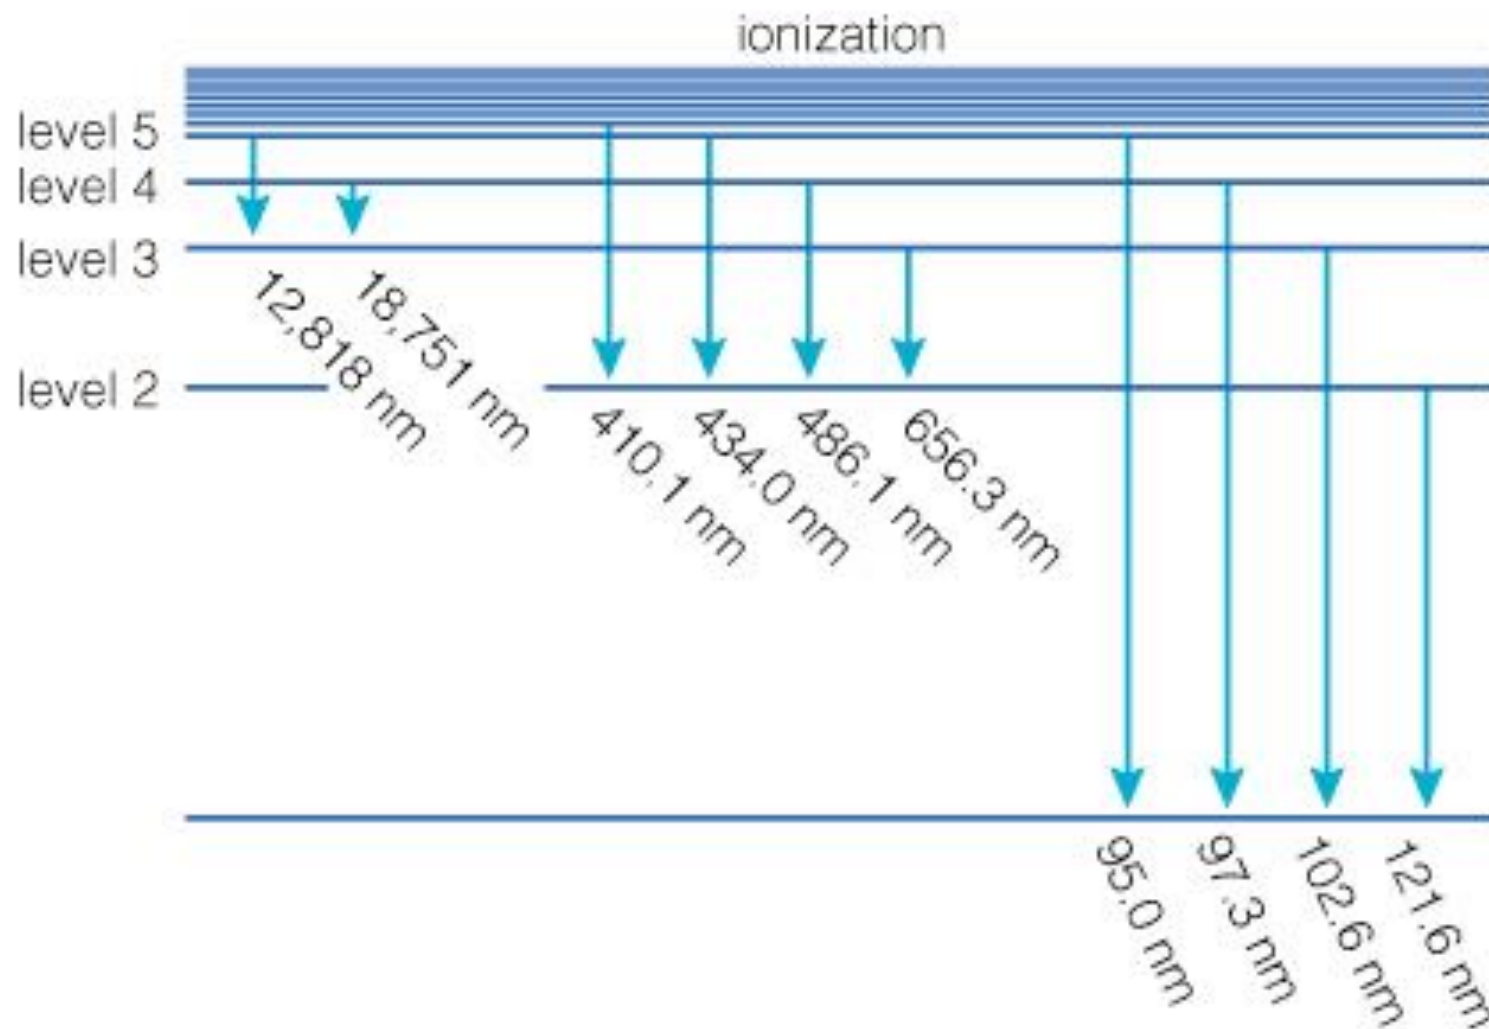 ionization
level 5
level 4
level 3
12,818 nm
18,751 nm
level 2
410.1 nm
434.0 nm
486.1 nm
656.3 nm
95.0 nm
97.3 nm
102.6 nm
121.6 nm